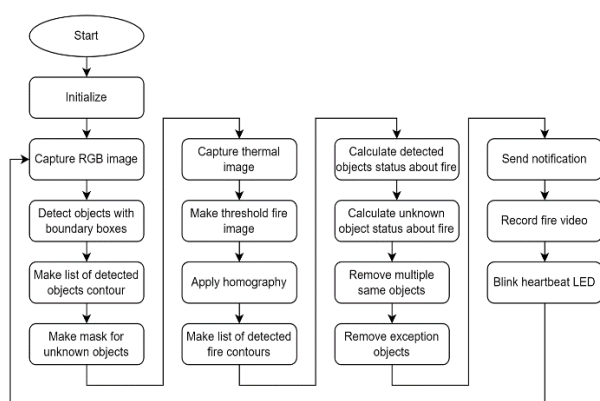 Start
Initialize
Capture RGB image
Detect objects with
boundary boxes
Make list of detected
objects contour
Make mask for
unknown objects
Capture thermal
image
Make threshold fire
image
Apply homography
Make list of detected
fire contours
Calculate detected
objects status about fire
Calculate unknown
object status about fire
Remove multiple
same objects
Remove exception
objects
Send notification
Record fire video
Blink heartbeat LED